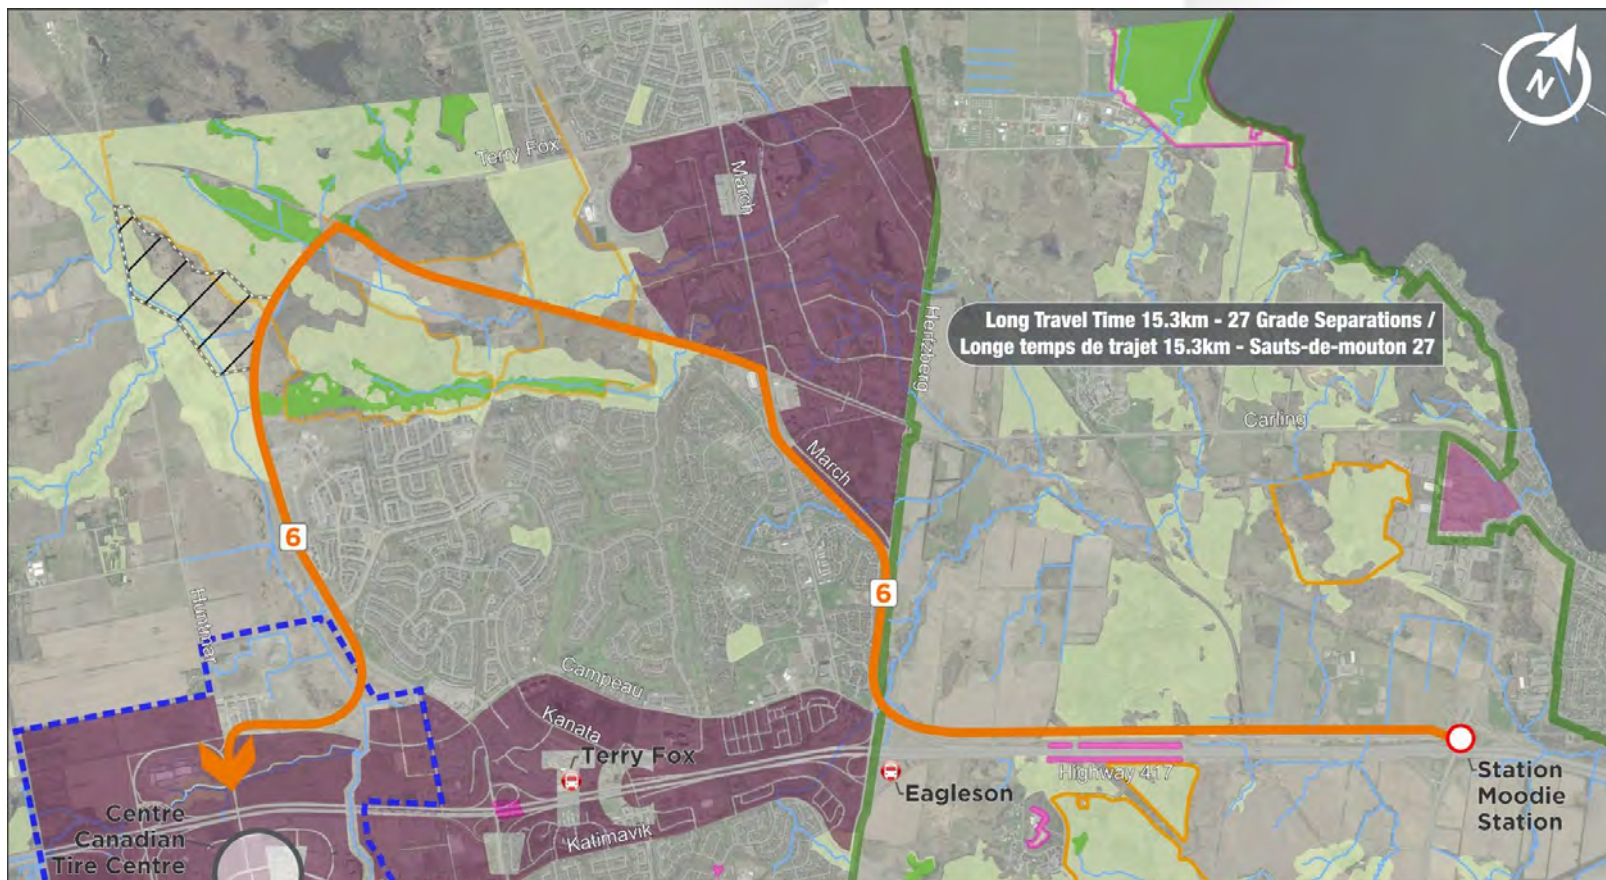 N
Terry Fox
March
Hertzberg
Long Travel Time 15.3km - 27 Grade Separations /
Longe temps de trajet 15.3km - Sauts-de-mouton 27
Carling
March
6
6
Huntmar
Campeau
Kanata
Terry Fox
Highway 417
Eagleson
Station
Moodie
Station
Katimavik
Centre
Canadian
Tire Centre